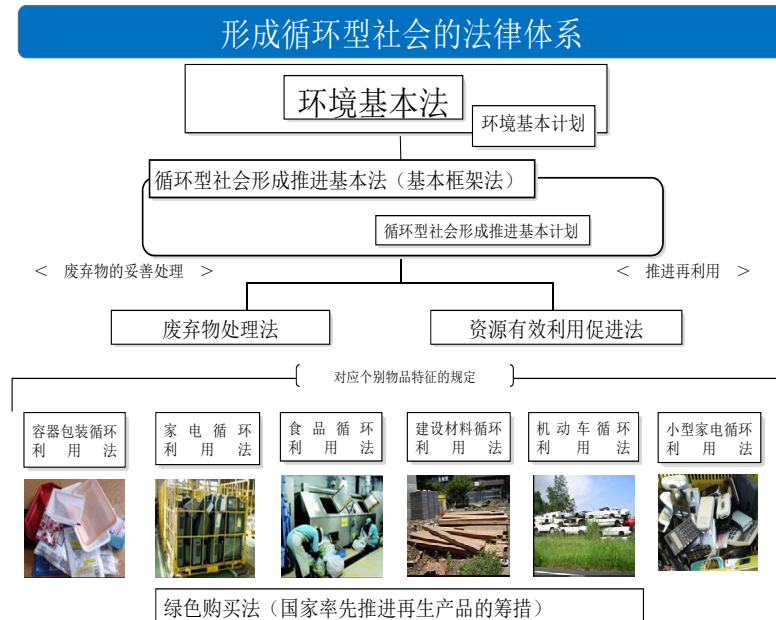 形成循环型社会的法律体系
环境基本法
环境基本计划
循环型社会形成推进基本法（基本框架法）
循环型社会形成推进基本计划
＜ 废弃物的妥善处理 ＞
＜ 推进再利用 ＞
废弃物处理法
资源有效利用促进法
对应个别物品特征的规定
容器包装循环
利用法
家电循环
利用法
食品循环
利用法
建设材料循环
利用法
机动车循环
利用法
小型家电循环
利用法
绿色购买法（国家率先推进再生产品的筹措）